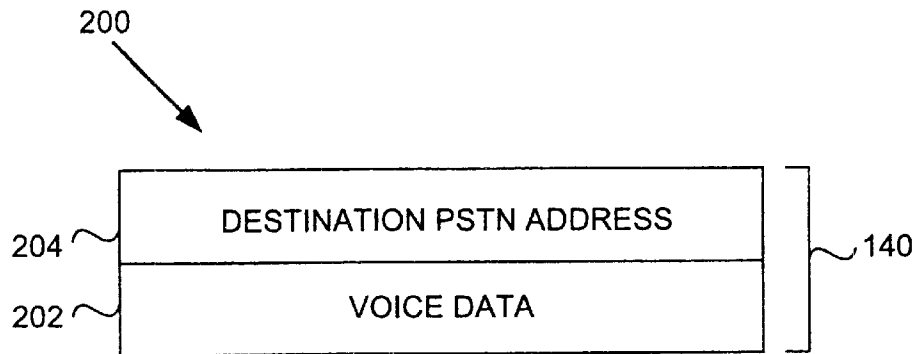 200
DESTINATION PSTN ADDRESS
204
140
VOICE DATA
202